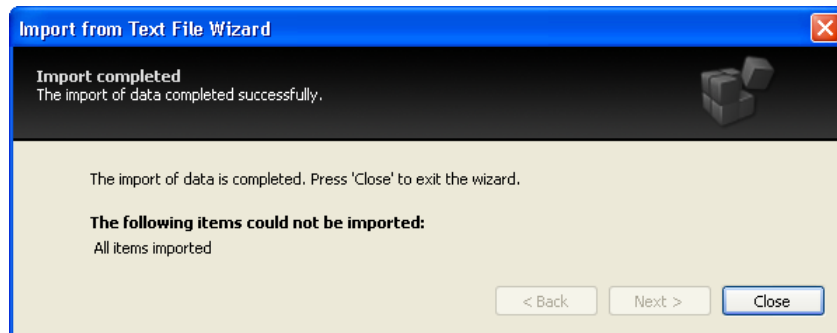 Import from Text File Wizard
Import completed
The import of data completed successfully.
The import of data is completed. Press 'Close' to exit the wizard.
The following items could not be imported:
All items imported
< Back Next > Close